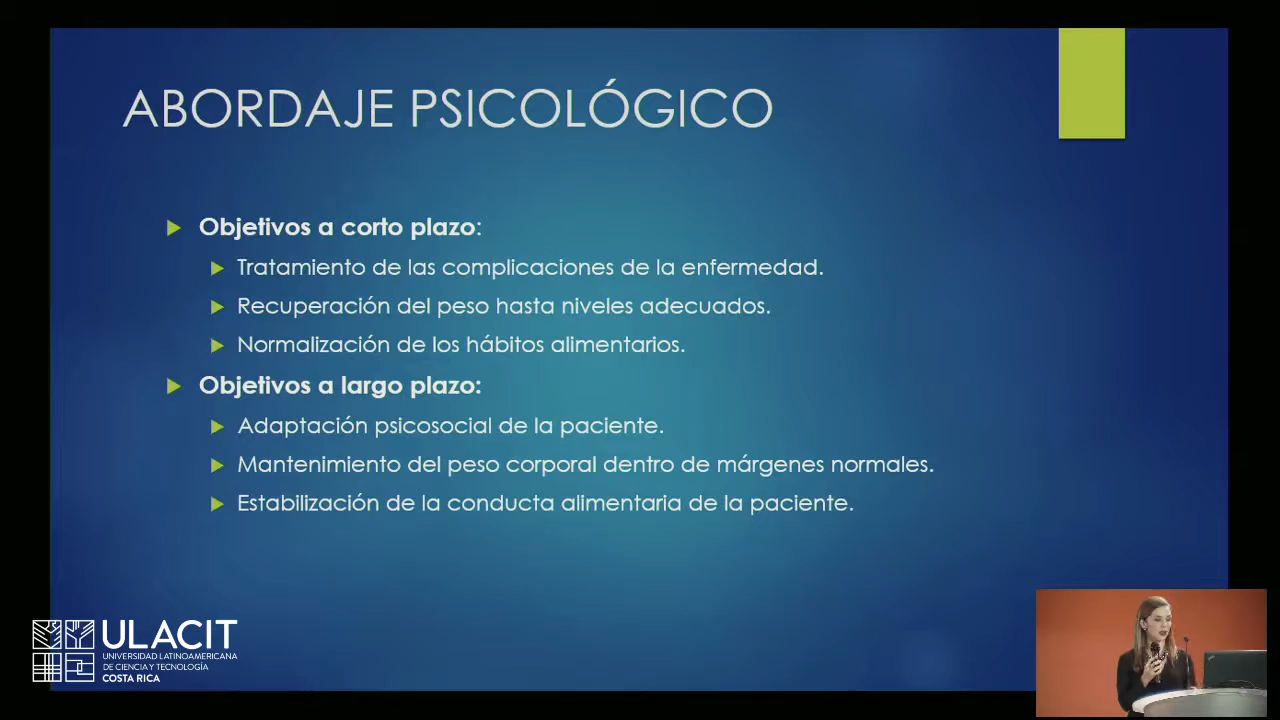 ABORDAJE PSICOLÓGICO
Objetivos a corto plazo:
Tratamiento de las complicaciones de la enfermedad.
Recuperación del peso hasta niveles adecuados.
Normalización de los hábitos alimentarios.
Objetivos a largo plazo:
Adaptación psicosocial de la paciente.
Mantenimiento del peso corporal dentro de márgenes normales.
Estabilización de la conducta alimentaria de la paciente.
ULACIT
UNIVERSIDAD LATINOAMERICANA
DE CIENCIA Y TECNOLOGÍA
COSTA RICA